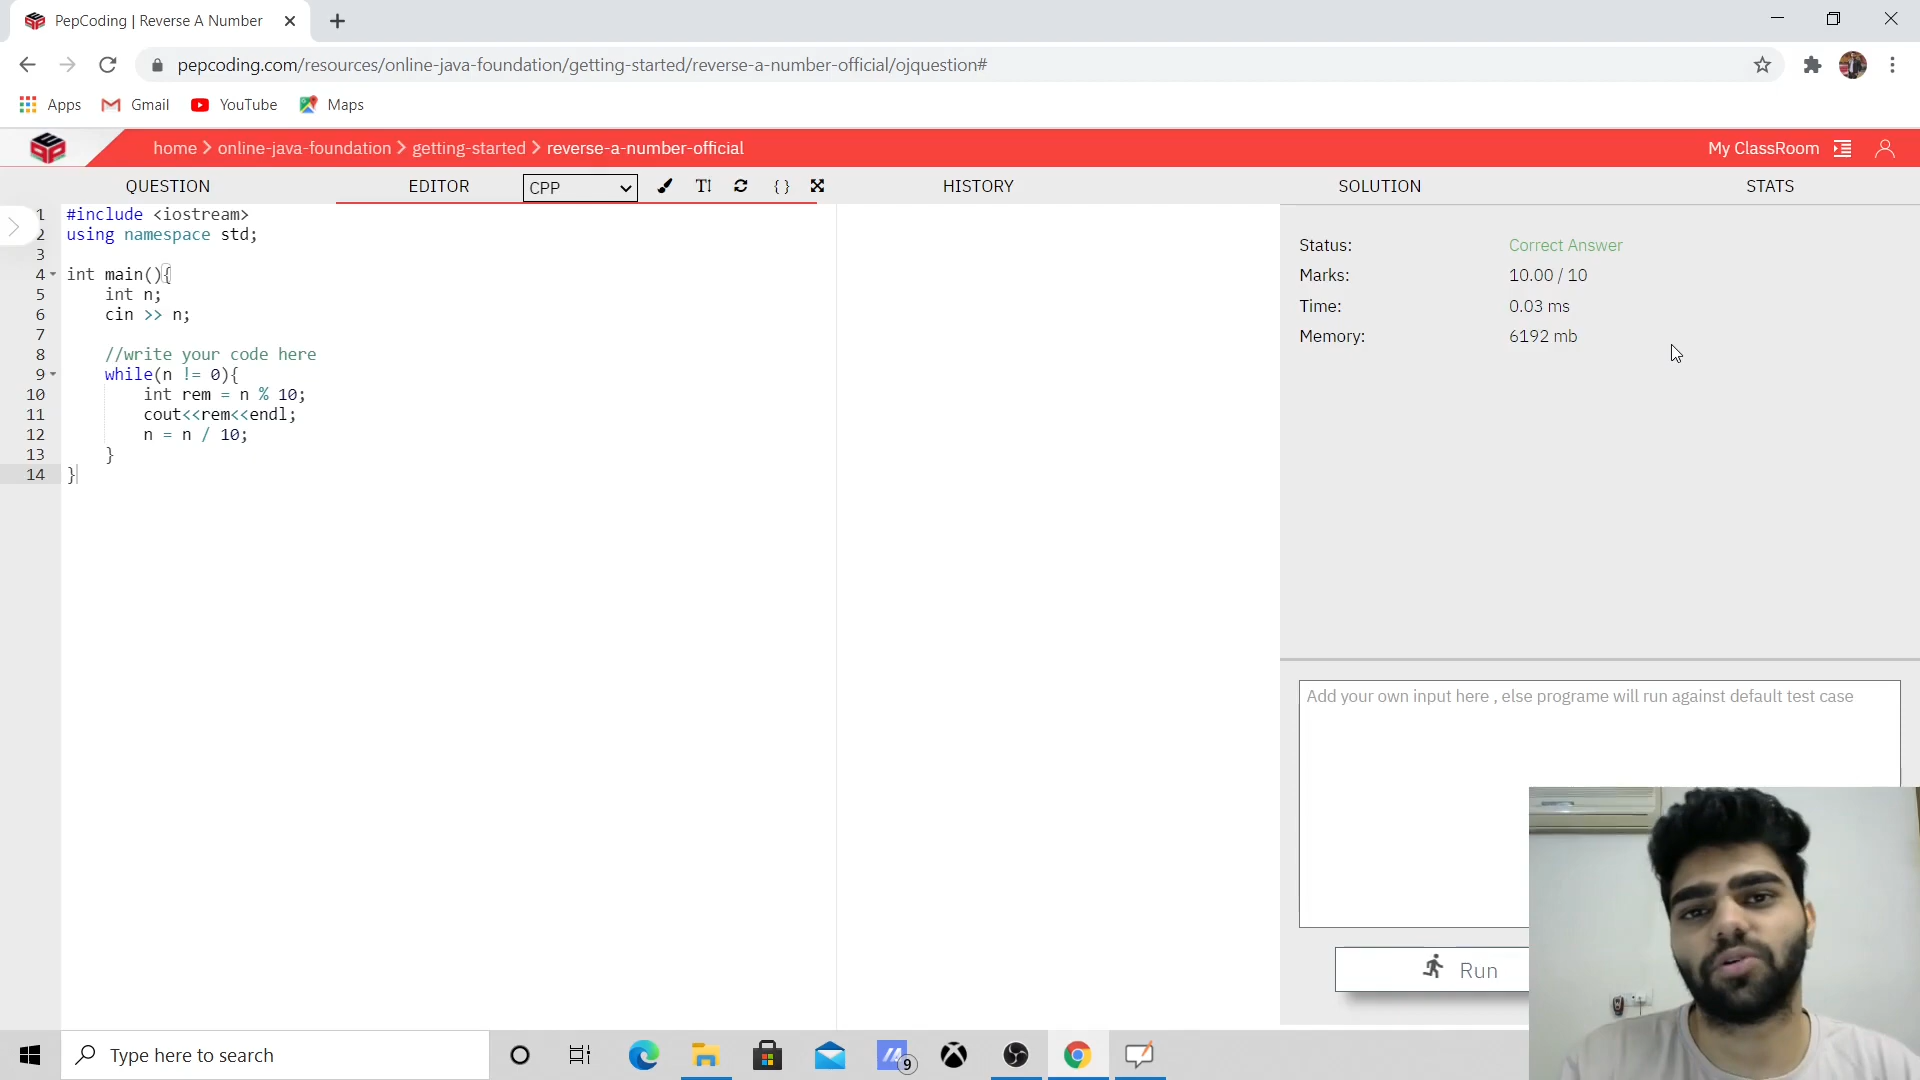 PepCoding | Reverse A Number
pepcoding.com/resources/online-java-foundation/getting-started/reverse-a-number-official/ojquestion#
Apps Gmail YouTube Maps
home > online-java-foundation > getting-started > reverse-a-number-official
My ClassRoom
QUESTION EDITOR CPP T! { } HISTORY SOLUTION STATS
1 #include <iostream>
2 using namespace std;
3
4 int main(){
5 int n;
6 cin >> n;
7
8 //write your code here
9 while(n != 0){
10 int rem = n % 10;
11 cout<<rem<<endl;
12 n = n / 10;
13 }
14 }
Status: Correct Answer
Marks: 10.00 / 10
Time: 0.03 ms
Memory: 6192 mb
Add your own input here , else programe will run against default test case
Run
Type here to search
9